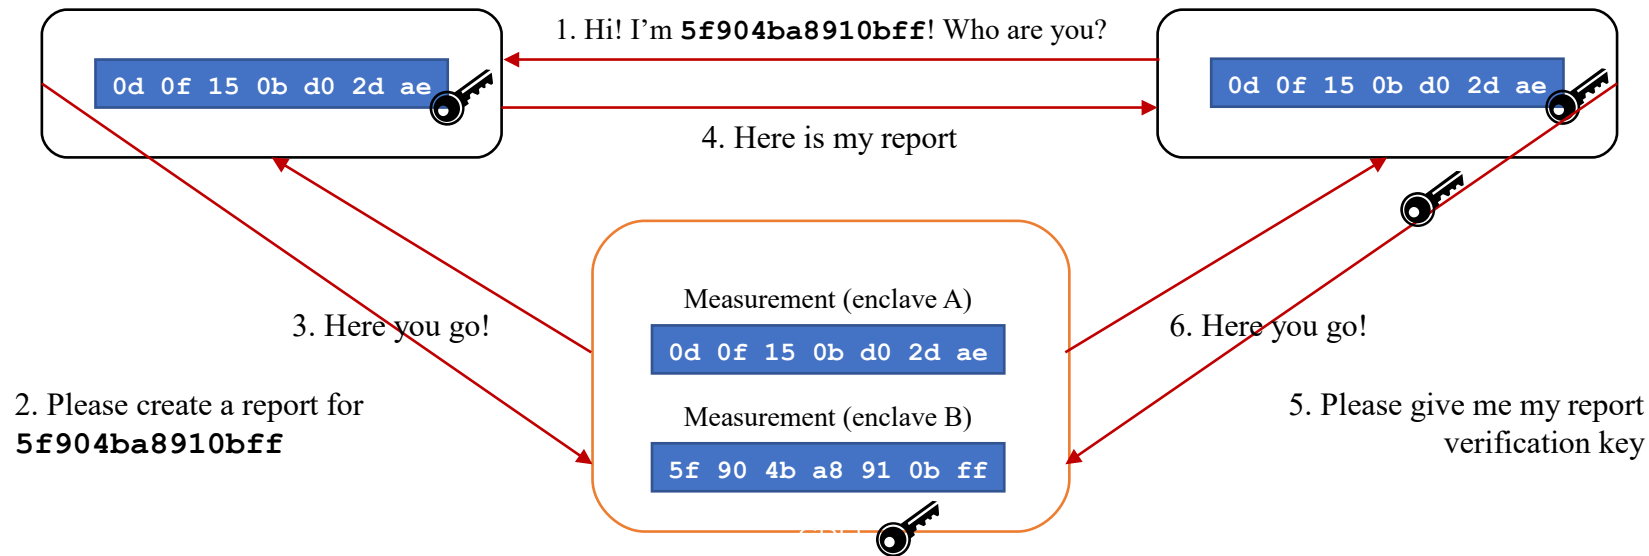 1. Hi! I’m 5f904ba8910bff! Who are you?
0d 0f 15 0b d0 2d ae
0d 0f 15 0b d0 2d ae
4. Here is my report
Measurement (enclave A)
3. Here you go!
6. Here you go!
0d 0f 15 0b d0 2d ae
2. Please create a report for
5f904ba8910bff
Measurement (enclave B)
5. Please give me my report
verification key
5f 90 4b a8 91 0b ff